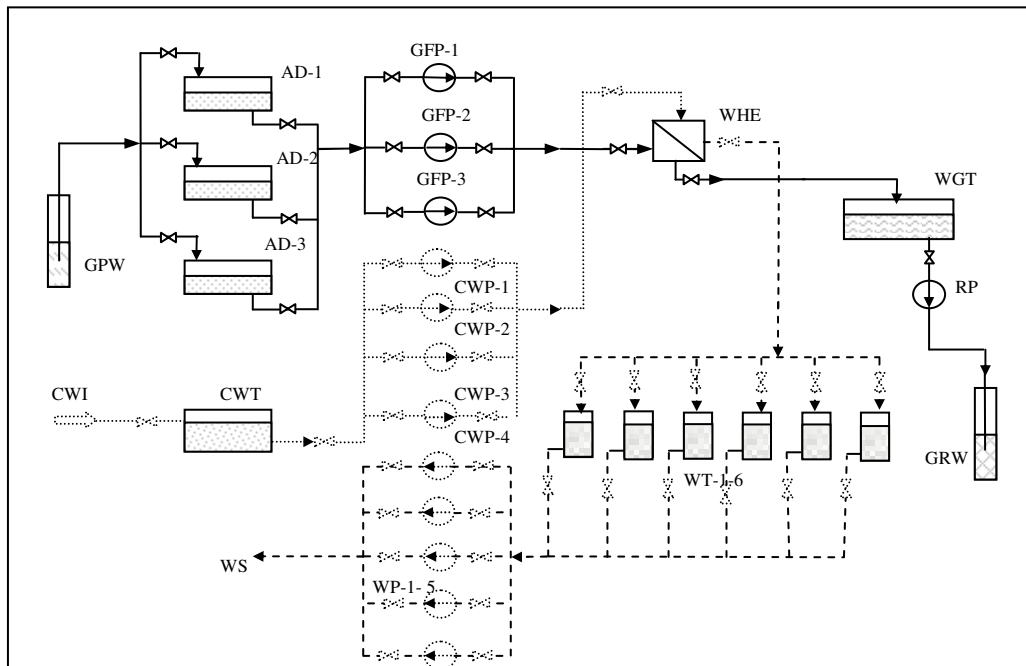 GFP-1
AD-1
GFP-2
WHE
AD-2
GFP-3
WGT
AD-3
GPW
CWP-1
RP
CWP-2
CWI
CWT
CWP-3
CWP-4
GRW
WT-1-6
WS
WP-1- 5